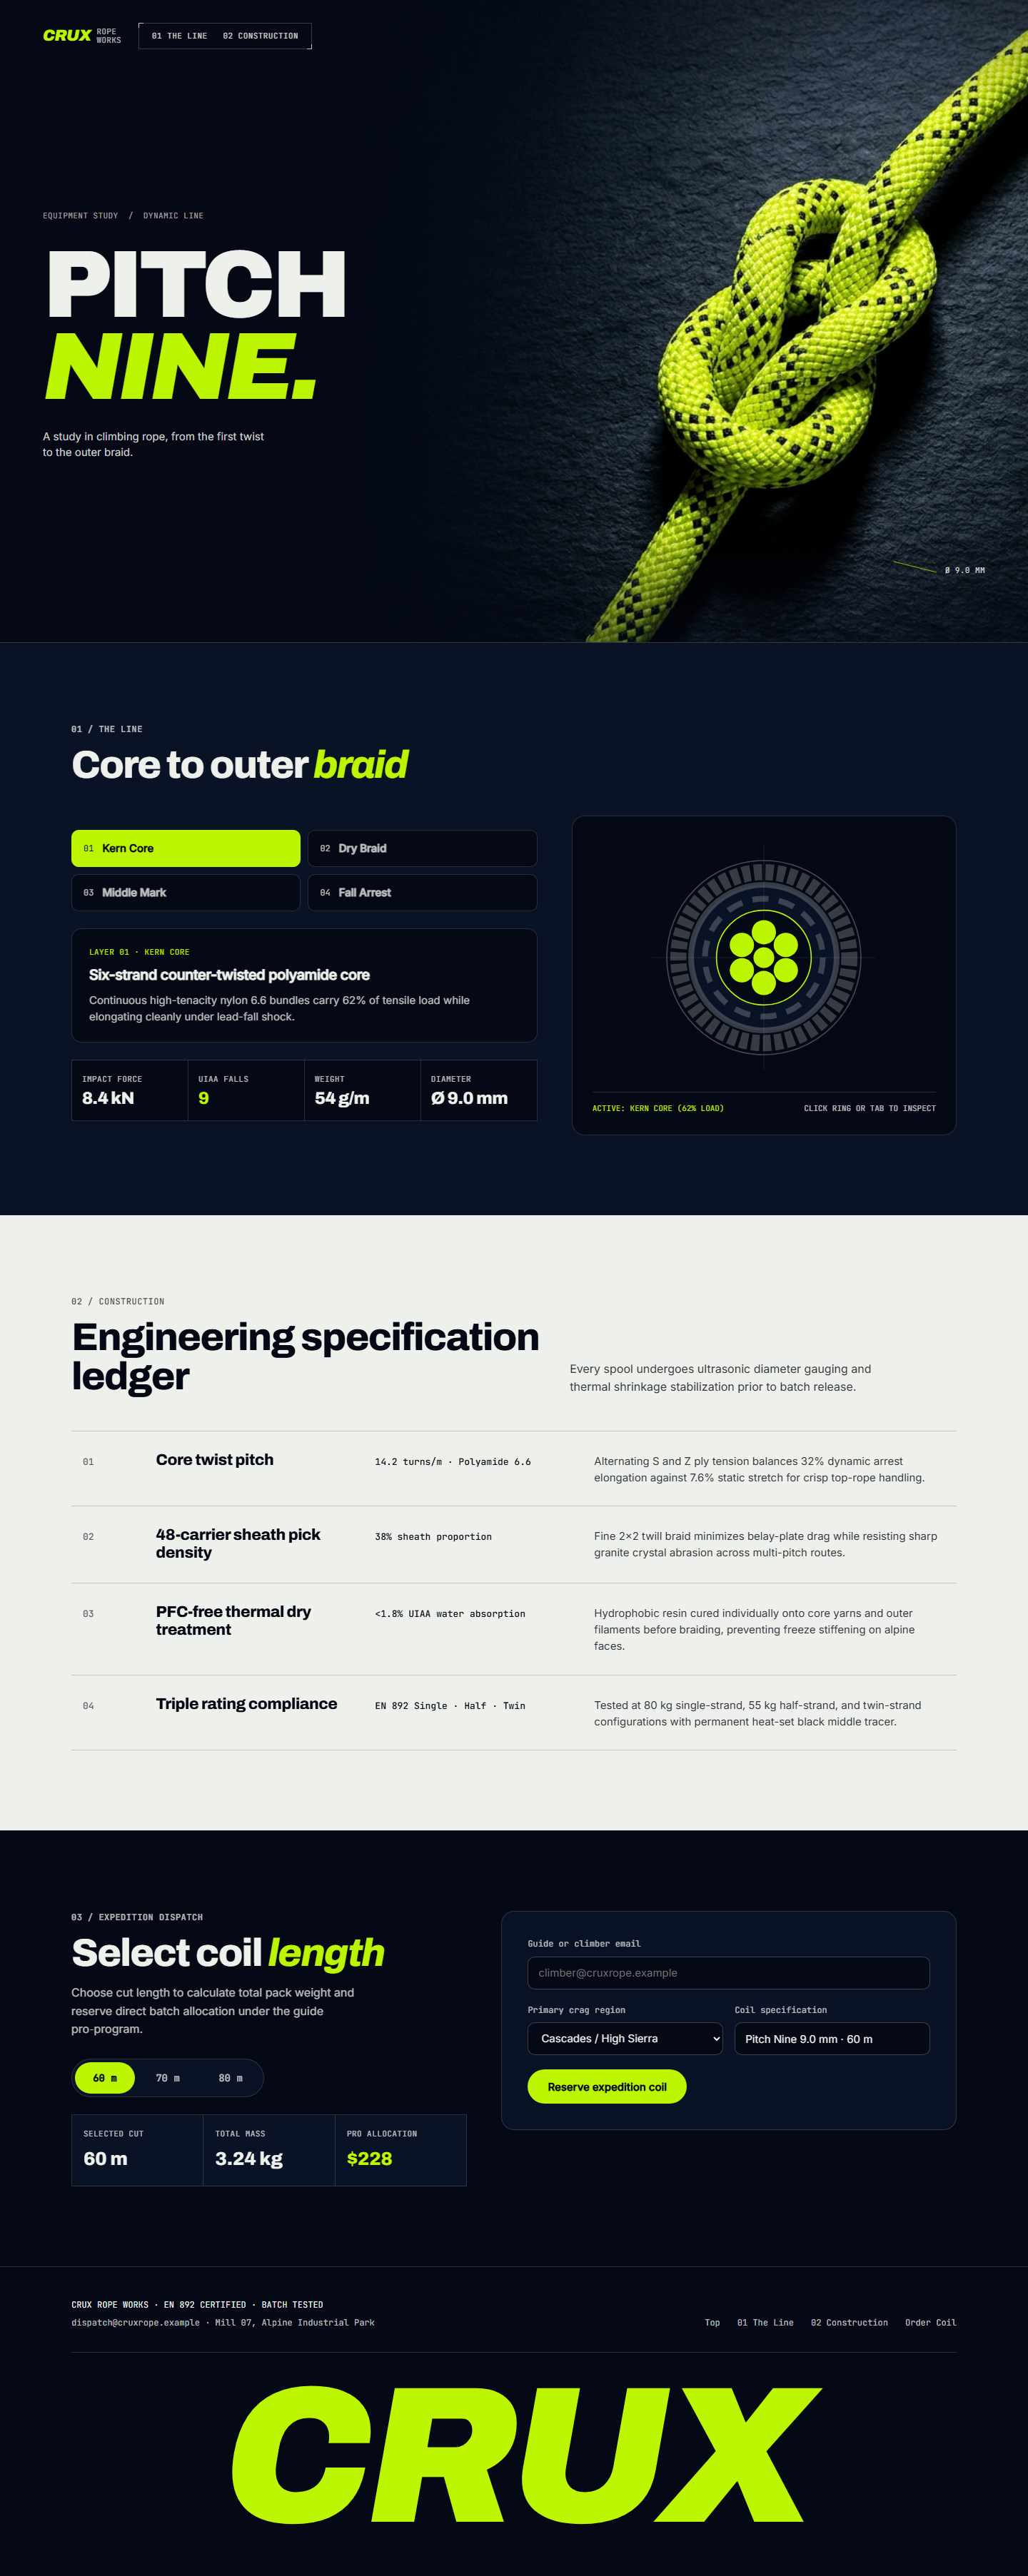 CRUX ROPE
WORKS
01 THE LINE 02 CONSTRUCTION
EQUIPMENT STUDY / DYNAMIC LINE
PITCH
NINE.
A study in climbing rope, from the first twist
to the outer braid.
Ø 9.0 MM
01 / THE LINE
Core to outer braid
01 Kern Core
02 Dry Braid
03 Middle Mark
04 Fall Arrest
LAYER 01 · KERN CORE
Six-strand counter-twisted polyamide core
Continuous high-tenacity nylon 6.6 bundles carry 62% of tensile load while
elongating cleanly under lead-fall shock.
IMPACT FORCE
8.4 kN
UIAA FALLS
9
WEIGHT
54 g/m
DIAMETER
Ø 9.0 mm
ACTIVE: KERN CORE (62% LOAD)
CLICK RING OR TAB TO INSPECT
02 / CONSTRUCTION
Engineering specification
ledger
Every spool undergoes ultrasonic diameter gauging and
thermal shrinkage stabilization prior to batch release.
01
Core twist pitch
14.2 turns/m · Polyamide 6.6
Alternating S and Z ply tension balances 32% dynamic arrest
elongation against 7.6% static stretch for crisp top-rope handling.
02
48-carrier sheath pick
density
38% sheath proportion
Fine 2×2 twill braid minimizes belay-plate drag while resisting sharp
granite crystal abrasion across multi-pitch routes.
03
PFC-free thermal dry
treatment
<1.8% UIAA water absorption
Hydrophobic resin cured individually onto core yarns and outer
filaments before braiding, preventing freeze stiffening on alpine
faces.
04
Triple rating compliance
EN 892 Single · Half · Twin
Tested at 80 kg single-strand, 55 kg half-strand, and twin-strand
configurations with permanent heat-set black middle tracer.
03 / EXPEDITION DISPATCH
Select coil length
Choose cut length to calculate total pack weight and
reserve direct batch allocation under the guide
pro-program.
60 m 70 m 80 m
SELECTED CUT
60 m
TOTAL MASS
3.24 kg
PRO ALLOCATION
$228
Guide or climber email
climber@cruxrope.example
Primary crag region
Cascades / High Sierra
Coil specification
Pitch Nine 9.0 mm · 60 m
Reserve expedition coil
CRUX ROPE WORKS · EN 892 CERTIFIED · BATCH TESTED
dispatch@cruxrope.example · Mill 07, Alpine Industrial Park
Top 01 The Line 02 Construction Order Coil
CRUX